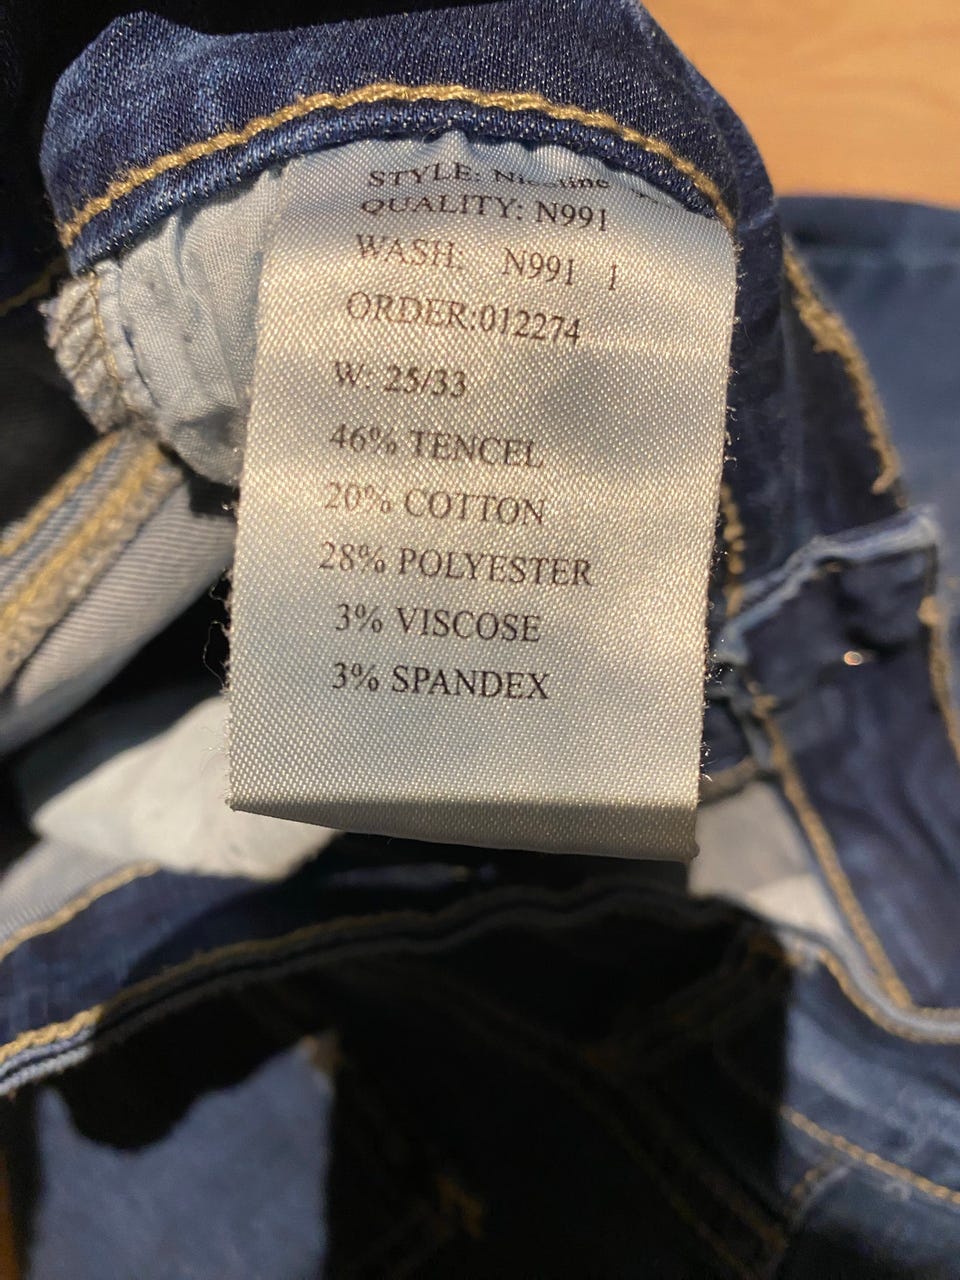 STYLE:
QUALITY: N991
WASH: N991 1
ORDER:012274
W: 25/33
46% TENCEL
20% COTTON
28% POLYESTER
3% VISCOSE
3% SPANDEX